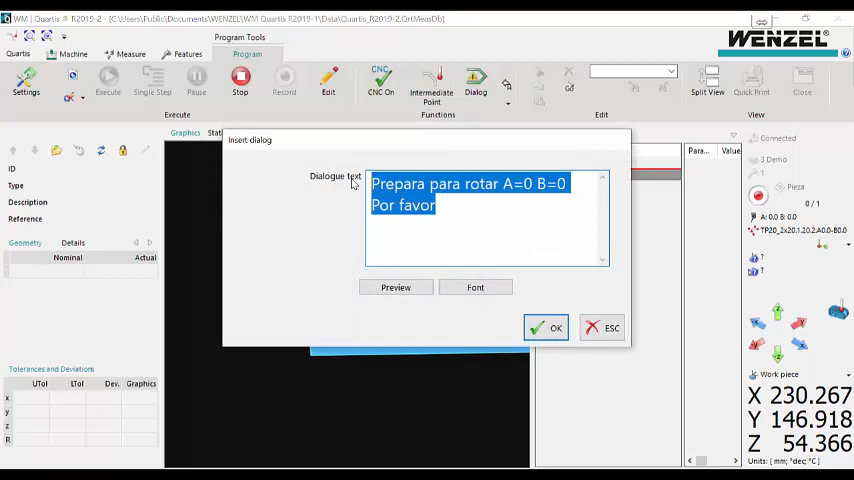 WM | Quartis ® R2019-2 - [C:\Users\Public\Documents\WENZEL\WM Quartis R2019-1\Data\Quartis_R2019-2.QrtMeasDb]
Program Tools
Quartis Machine Measure Features Program
WENZEL
Settings Execute Single Step Pause Stop Record Edit CNC On Intermediate Point Dialog Split View Quick Print Close
Execute Functions Edit View
Graphics Stati
Para... Value
ID
Type
Description
Reference
Geometry Details
Nominal Actual
Tolerances and Deviations
UTol LTol Dev. Graphics
x
y
z
R
Insert dialog
Dialogue text
Prepara para rotar A=0 B=0
Por favor
Preview Font
OK ESC
Connected
3 Demo
1
Pieza
0 / 1
A: 0.0 B: 0.0
TP20_2x20.1.20.2.A0.0-B0.0
?
?
Work piece
X 230.267
Y 146.918
Z 54.366
Units: [ mm; °dec; °C ]